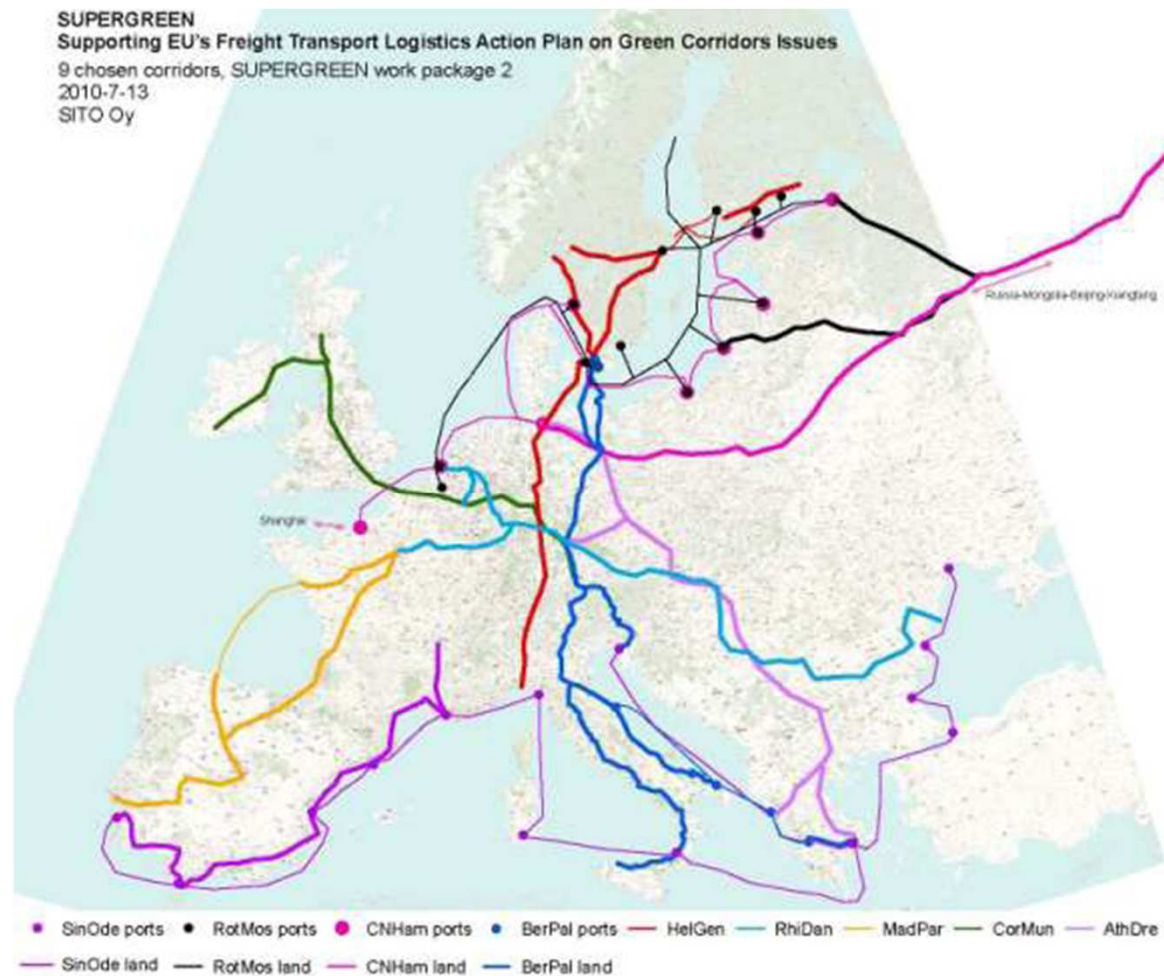 SUPERGREEN
Supporting EU's Freight Transport Logistics Action Plan on Green Corridors Issues
9 chosen corridors, SUPERGREEN work package 2
2010-7-13
SITO Oy
Russia-Mongolia-Beijing-Xiangtang
Shanghai
SinOde ports RotMos ports CNHam ports BerPal ports HelGen RhiDan MadPar CorMun AthDre
SinOde land RotMos land CNHam land BerPal land